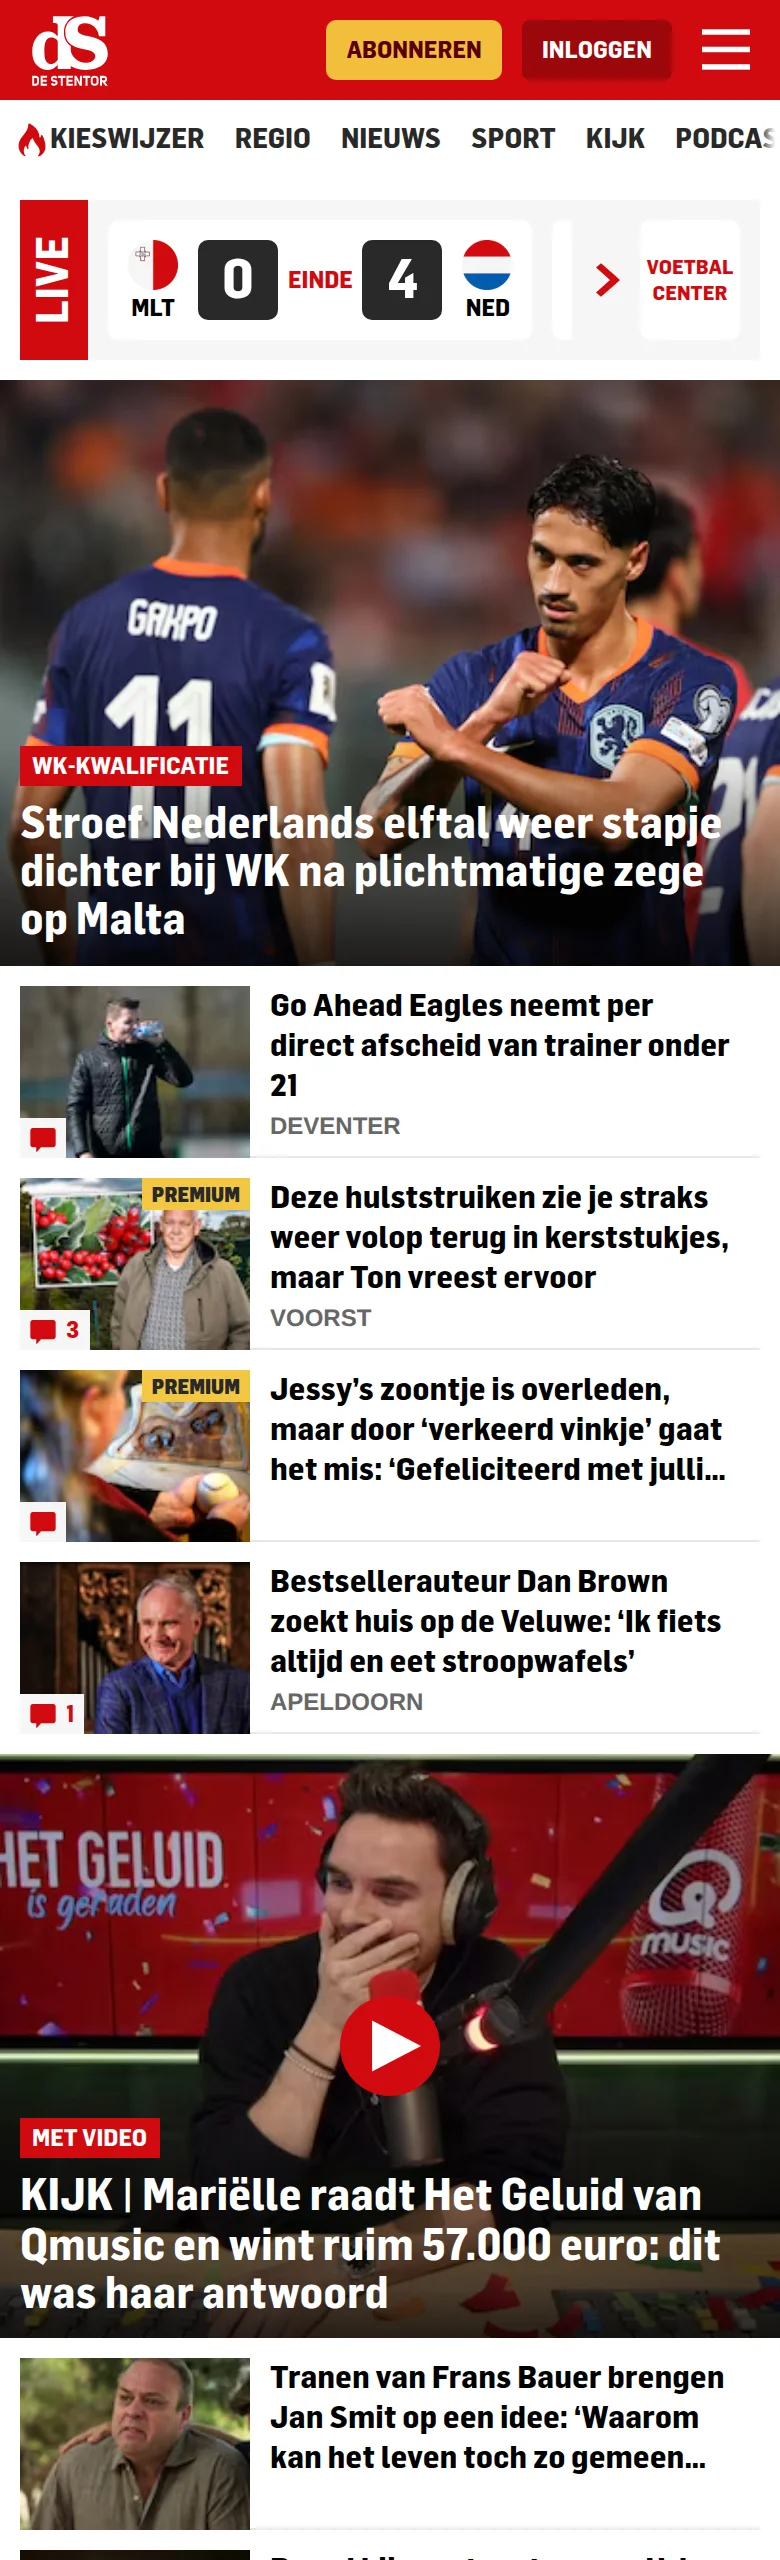 dS
DE STENTOR
ABONNEREN
INLOGGEN
KIESWIJZER
REGIO
NIEUWS
SPORT
KIJK
PODCAS
LIVE
MLT
0
EINDE
4
NED
VOETBAL
CENTER
GAKPO
11
WK-KWALIFICATIE
Stroef Nederlands elftal weer stapje
dichter bij WK na plichtmatige zege
op Malta
Go Ahead Eagles neemt per
direct afscheid van trainer onder
21
DEVENTER
PREMIUM
3
Deze hulststruiken zie je straks
weer volop terug in kerststukjes,
maar Ton vreest ervoor
VOORST
PREMIUM
Jessy’s zoontje is overleden,
maar door ‘verkeerd vinkje’ gaat
het mis: ‘Gefeliciteerd met julli...
1
Bestsellerauteur Dan Brown
zoekt huis op de Veluwe: ‘Ik fiets
altijd en eet stroopwafels’
APELDOORN
HET GELUID
is geraden
Q
music
MET VIDEO
KIJK | Mariëlle raadt Het Geluid van
Qmusic en wint ruim 57.000 euro: dit
was haar antwoord
Tranen van Frans Bauer brengen
Jan Smit op een idee: ‘Waarom
kan het leven toch zo gemeen...